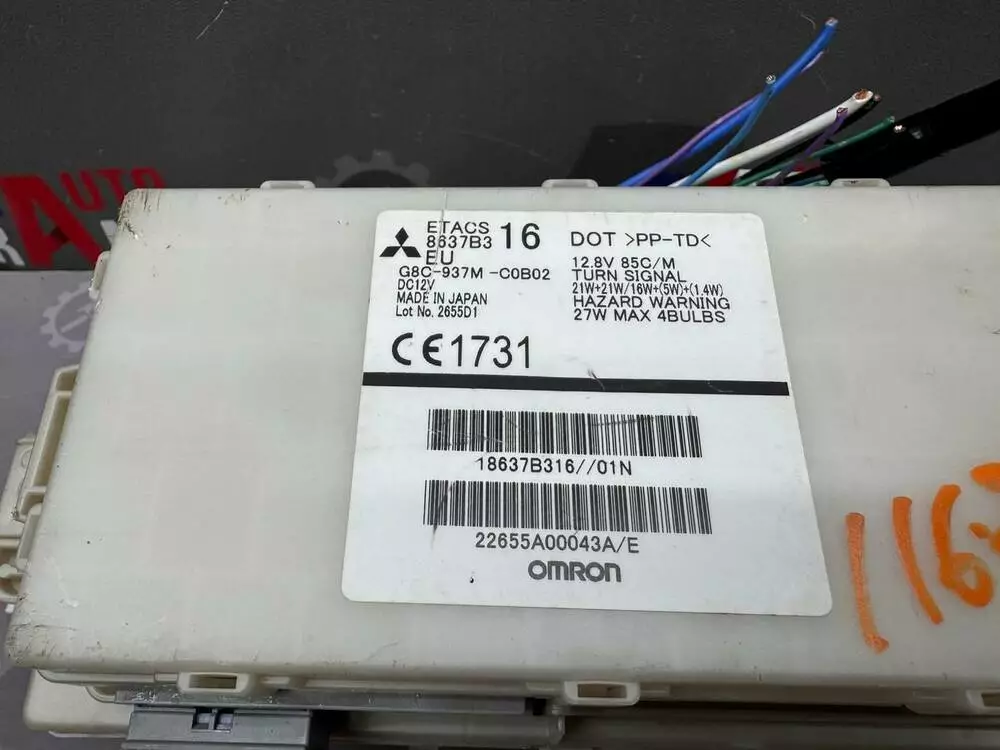 AUTO
ETACS
8637B3 16
EU
G8C-937M -C0B02
DC12V
MADE IN JAPAN
Lot No. 2655D1
CE1731
DOT >PP-TD<
12.8V 85C/M
TURN SIGNAL
21W+21W/16W+(5W)+(1.4W)
HAZARD WARNING
27W MAX 4BULBS
18637B316//01N
22655A00043A/E
OMRON